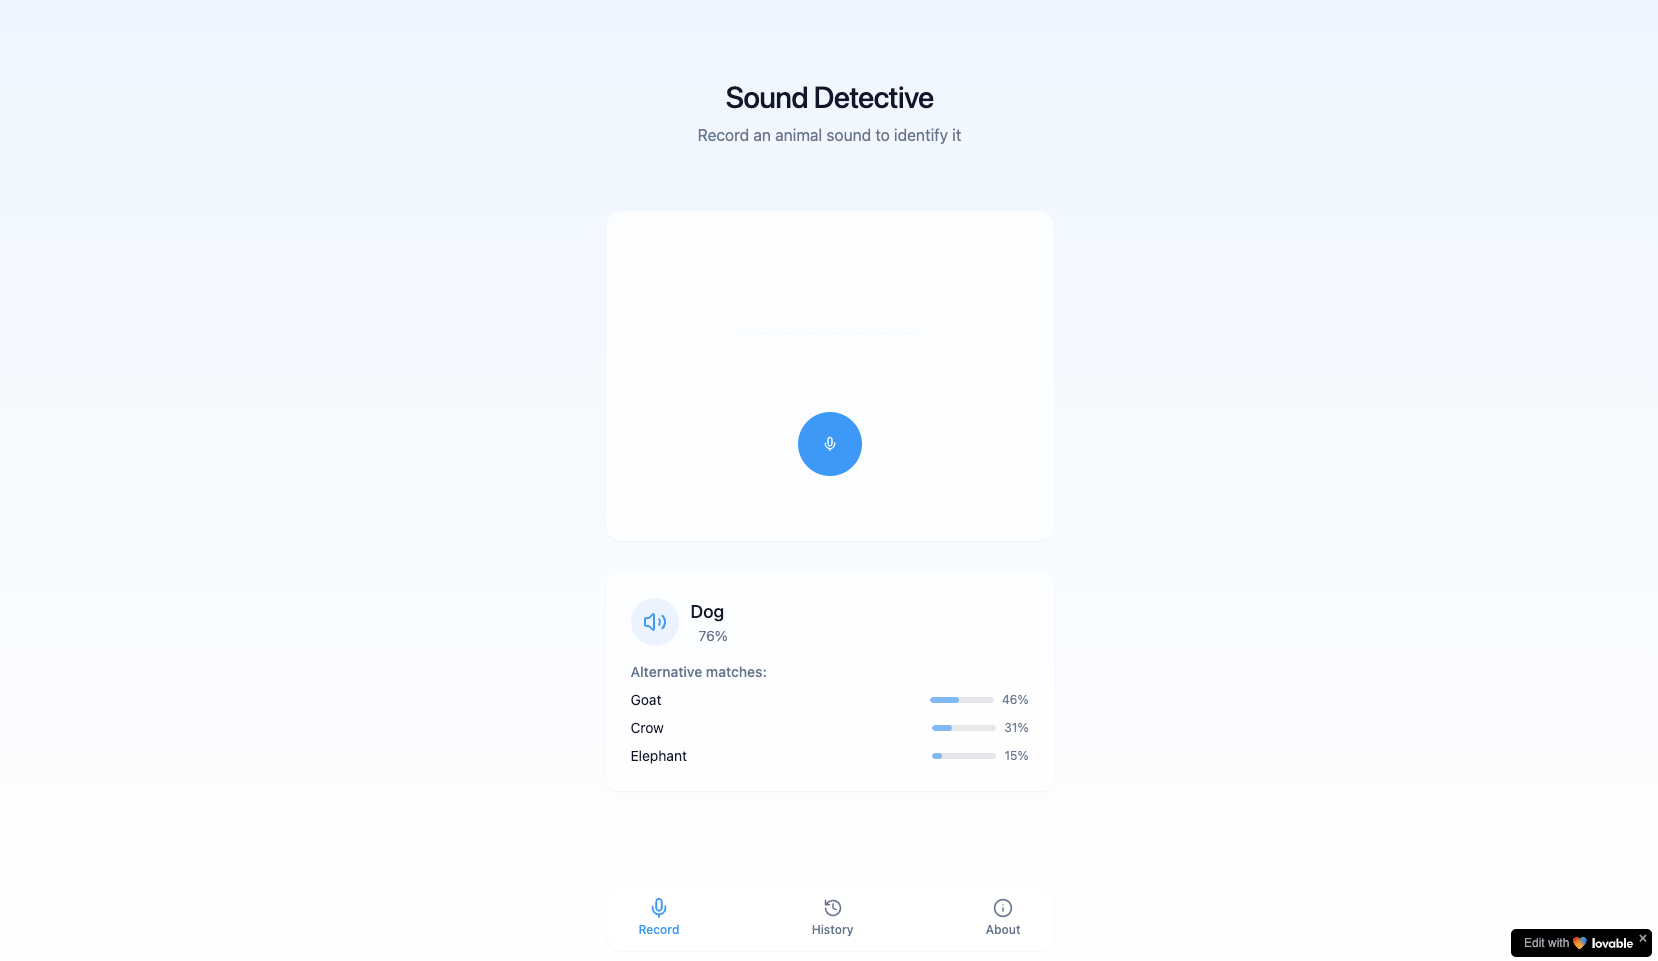 Sound Detective
Record an animal sound to identify it
Dog
76%
Alternative matches:
Goat 46%
Crow 31%
Elephant 15%
Record History About
Edit with lovable ×